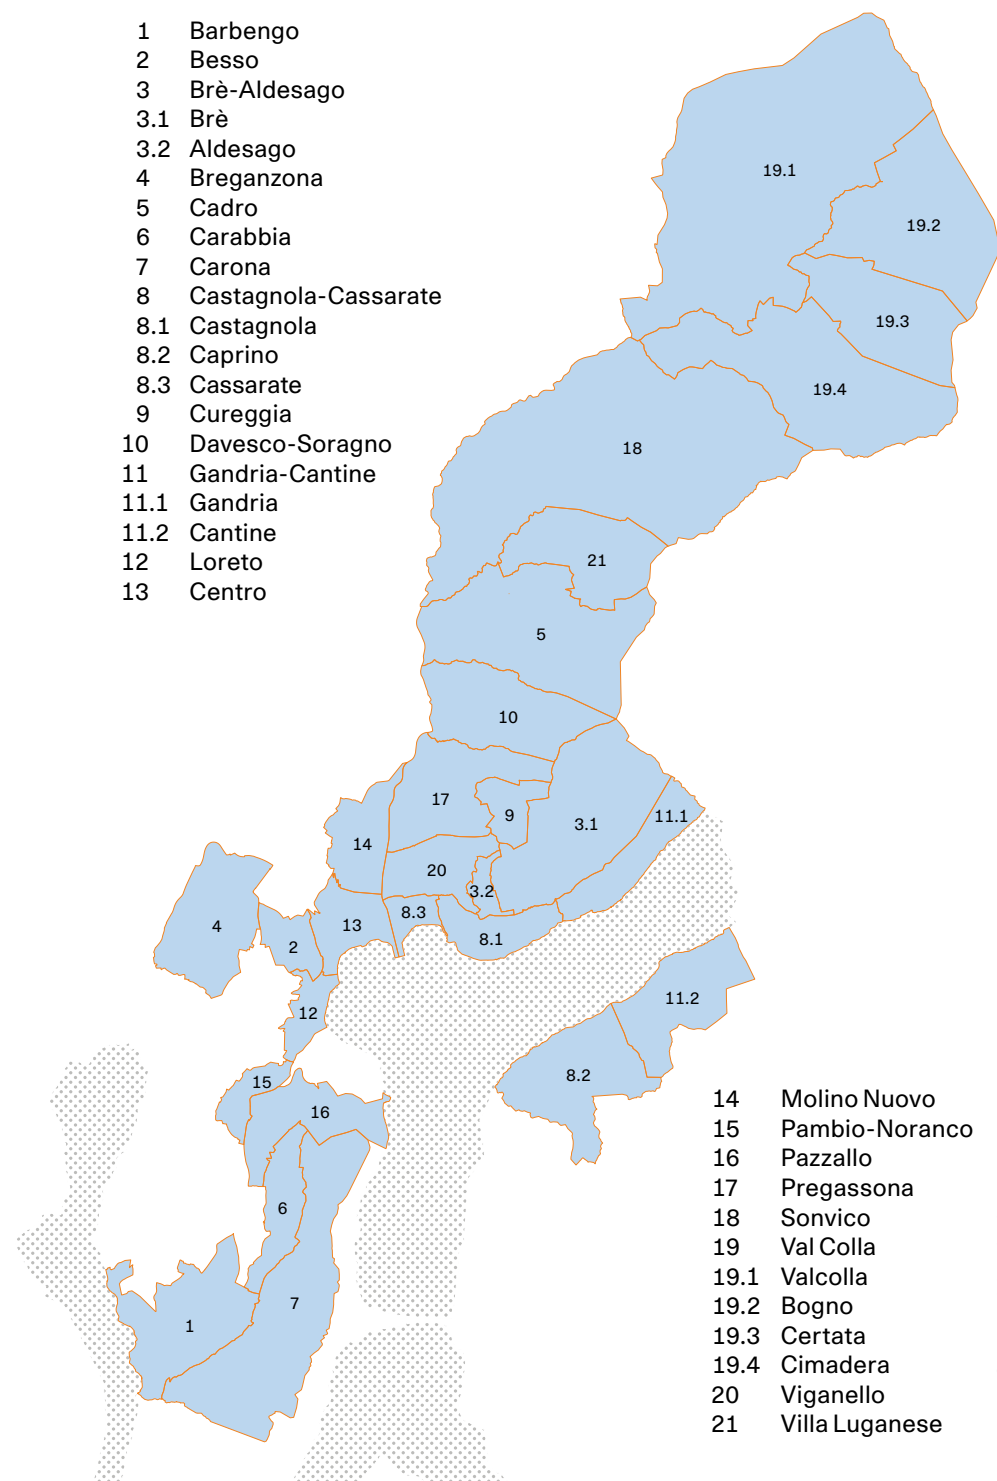 1 Barbengo
2 Besso
3 Brè-Aldesago
3.1 Brè
3.2 Aldesago
4 Breganzona
5 Cadro
6 Carabbia
7 Carona
8 Castagnola-Cassarate
8.1 Castagnola
8.2 Caprino
8.3 Cassarate
9 Cureggia
10 Davesco-Soragno
11 Gandria-Cantine
11.1 Gandria
11.2 Cantine
12 Loreto
13 Centro
19.1
19.2
19.3
19.4
18
21
5
10
17
9
3.1
11.1
14
20
3.2
8.3
13
4
2
8.1
11.2
12
8.2
15
16
6
7
1
14 Molino Nuovo
15 Pambio-Noranco
16 Pazzallo
17 Pregassona
18 Sonvico
19 Val Colla
19.1 Valcolla
19.2 Bogno
19.3 Certata
19.4 Cimadera
20 Viganello
21 Villa Luganese